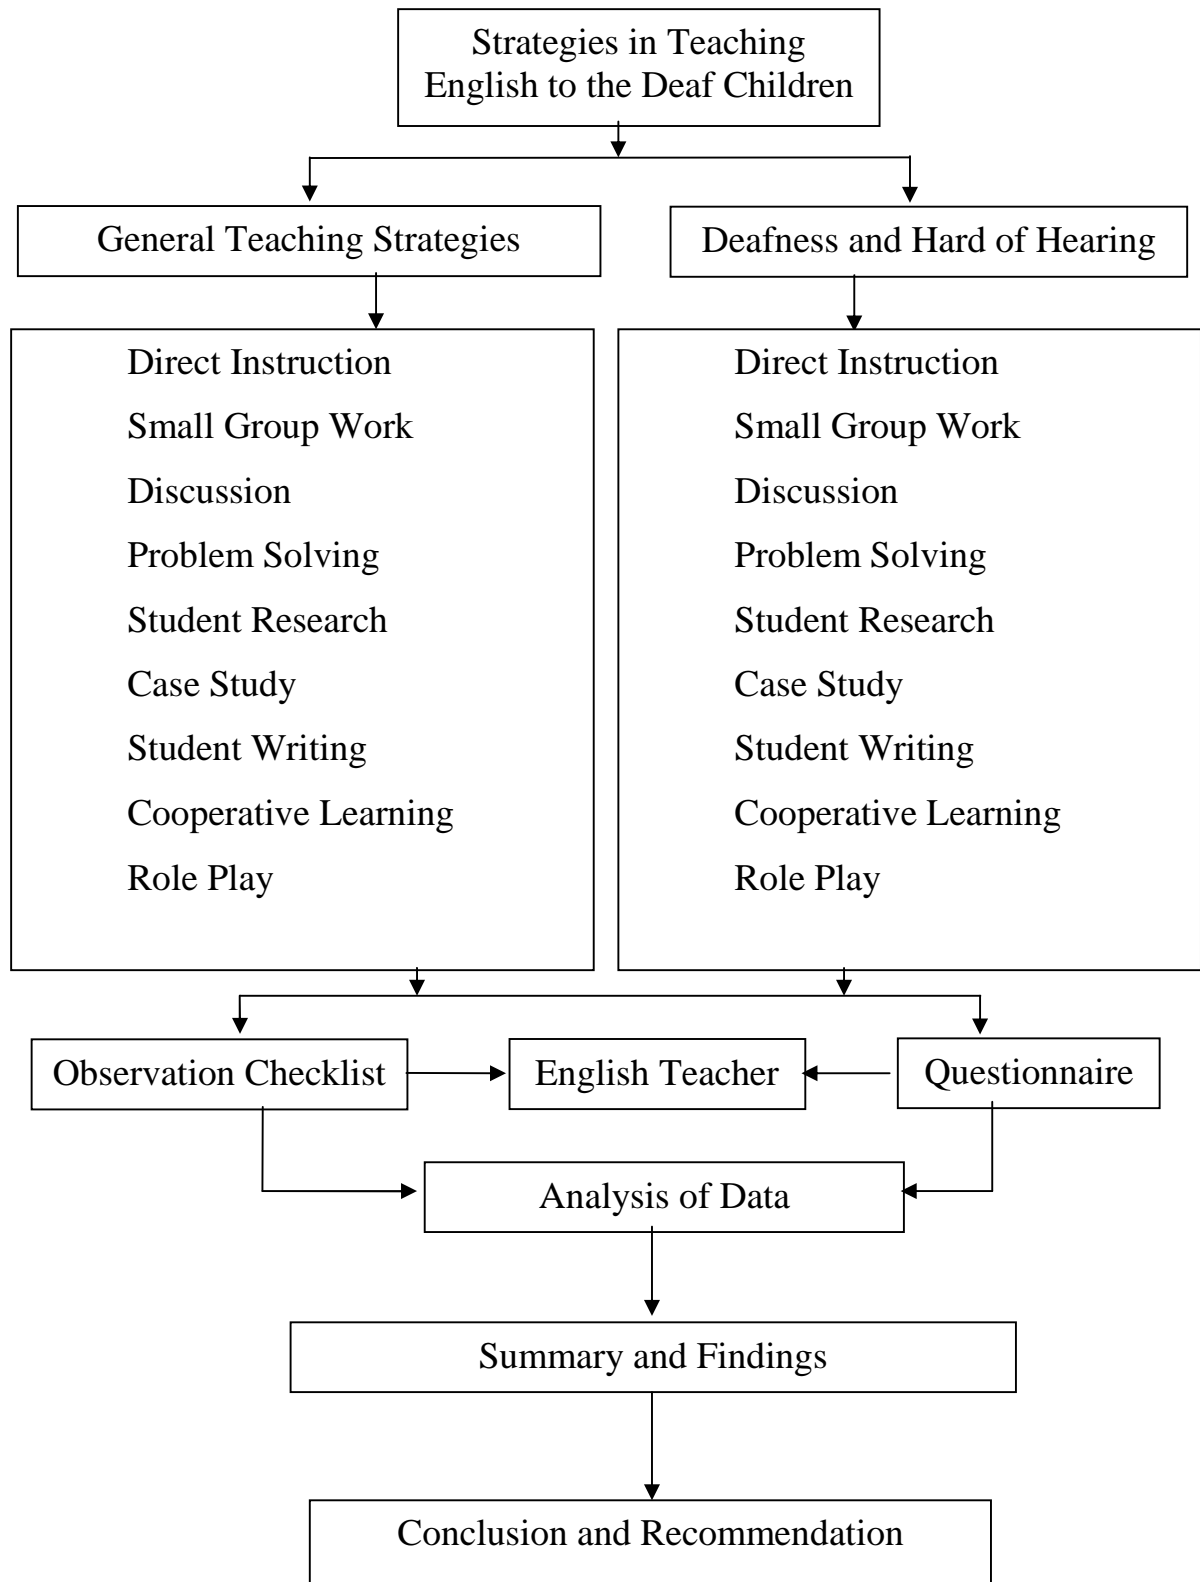 Strategies in Teaching
English to the Deaf Children
General Teaching Strategies
Deafness and Hard of Hearing
Direct Instruction
Small Group Work
Discussion
Problem Solving
Student Research
Case Study
Student Writing
Cooperative Learning
Role Play
Direct Instruction
Small Group Work
Discussion
Problem Solving
Student Research
Case Study
Student Writing
Cooperative Learning
Role Play
Observation Checklist
English Teacher
Questionnaire
Analysis of Data
Summary and Findings
Conclusion and Recommendation